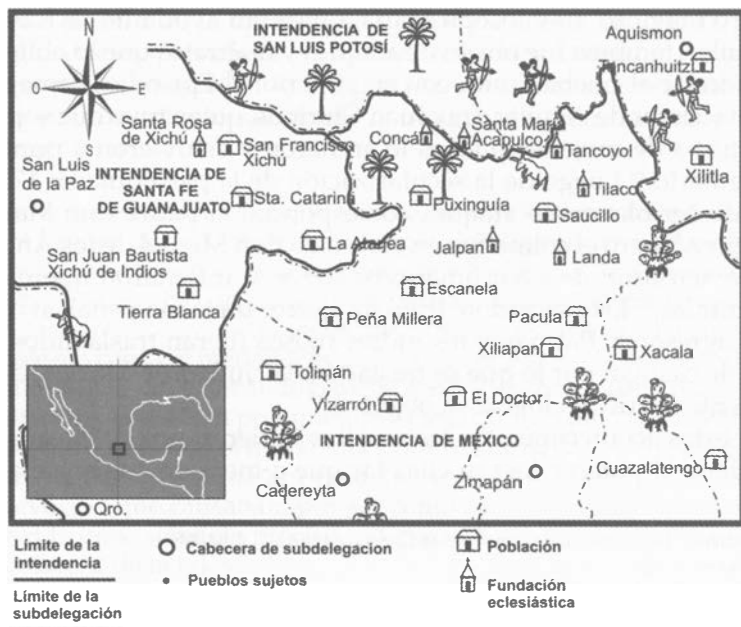 INTENDENCIA DE
SAN LUIS POTOSÍ
Aquismon
Tamcanhuitz
O
S
Santa Rosa
de Xichú
San Francisco
Xichú
Concá
Santa María
Acapulco
Tancoyol
San Luis
de la Paz
INTENDENCIA DE
SANTA FE
DE GUANAJUATO
Sta. Catarina
Puxinguía
Tilaco
Xilitla
Saucillo
San Juan Bautista
Xichú de Indios
La Atarjea
Jalpan
Landa
Tierra Blanca
Escanela
Peña Millera
Pacula
Xiliapan
Xacala
Tolimán
Vizarrón
El Doctor
INTENDENCIA DE MÉXICO
Cuazalatengo
Cadereyta
Zimapán
Qro.
Límite de la
intendencia
Límite de la
subdelegación
Cabecera de subdelegacion
Pueblos sujetos
Población
Fundación
eclesiástica